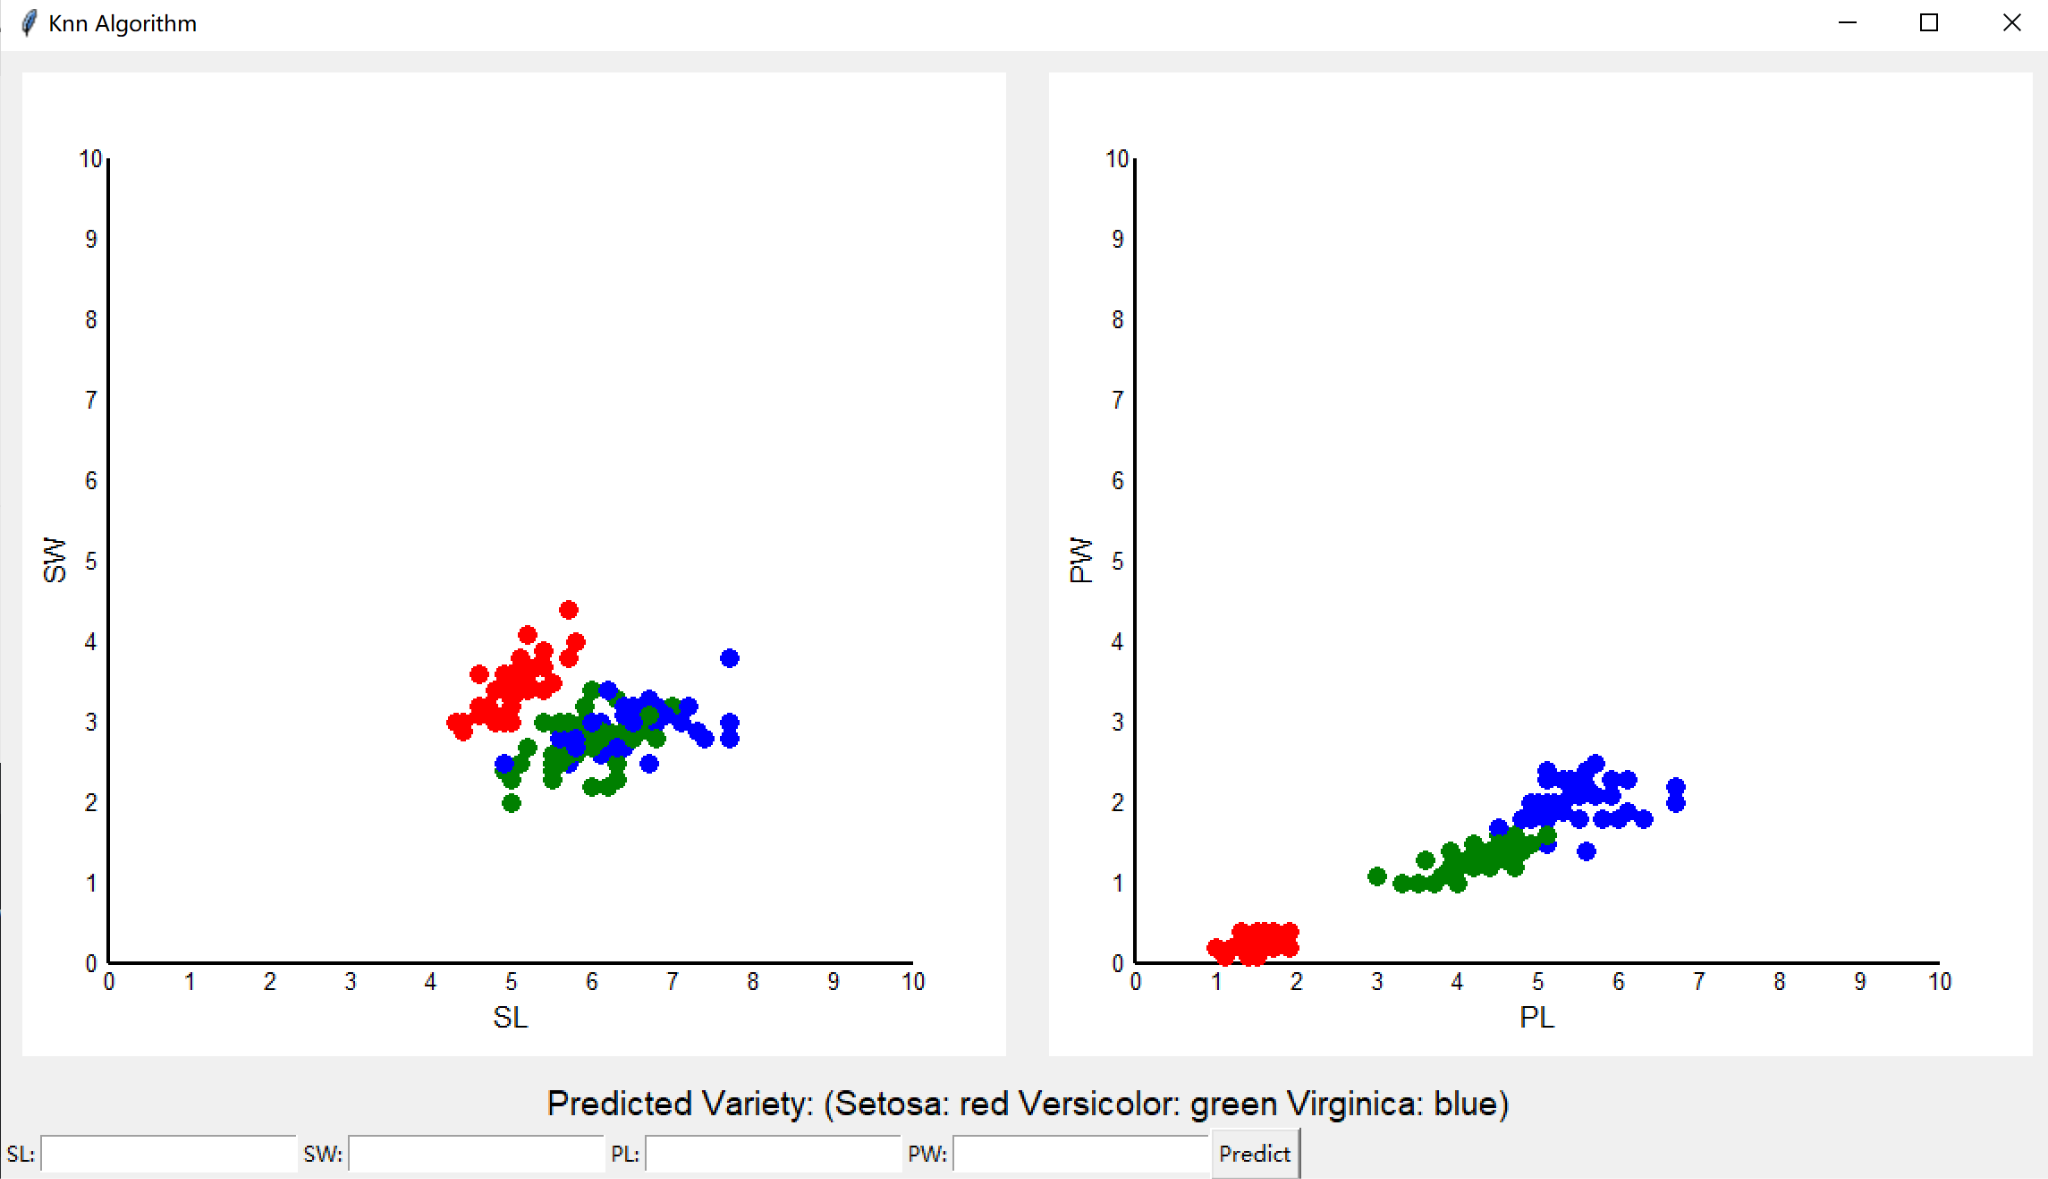 Knn Algorithm
10
9
8
7
6
5
4
3
2
1
0
SW
0 1 2 3 4 5 6 7 8 9 10
SL
10
9
8
7
6
5
4
3
2
1
0
PW
0 1 2 3 4 5 6 7 8 9 10
PL
Predicted Variety: (Setosa: red Versicolor: green Virginica: blue)
SL: SW: PL: PW: Predict